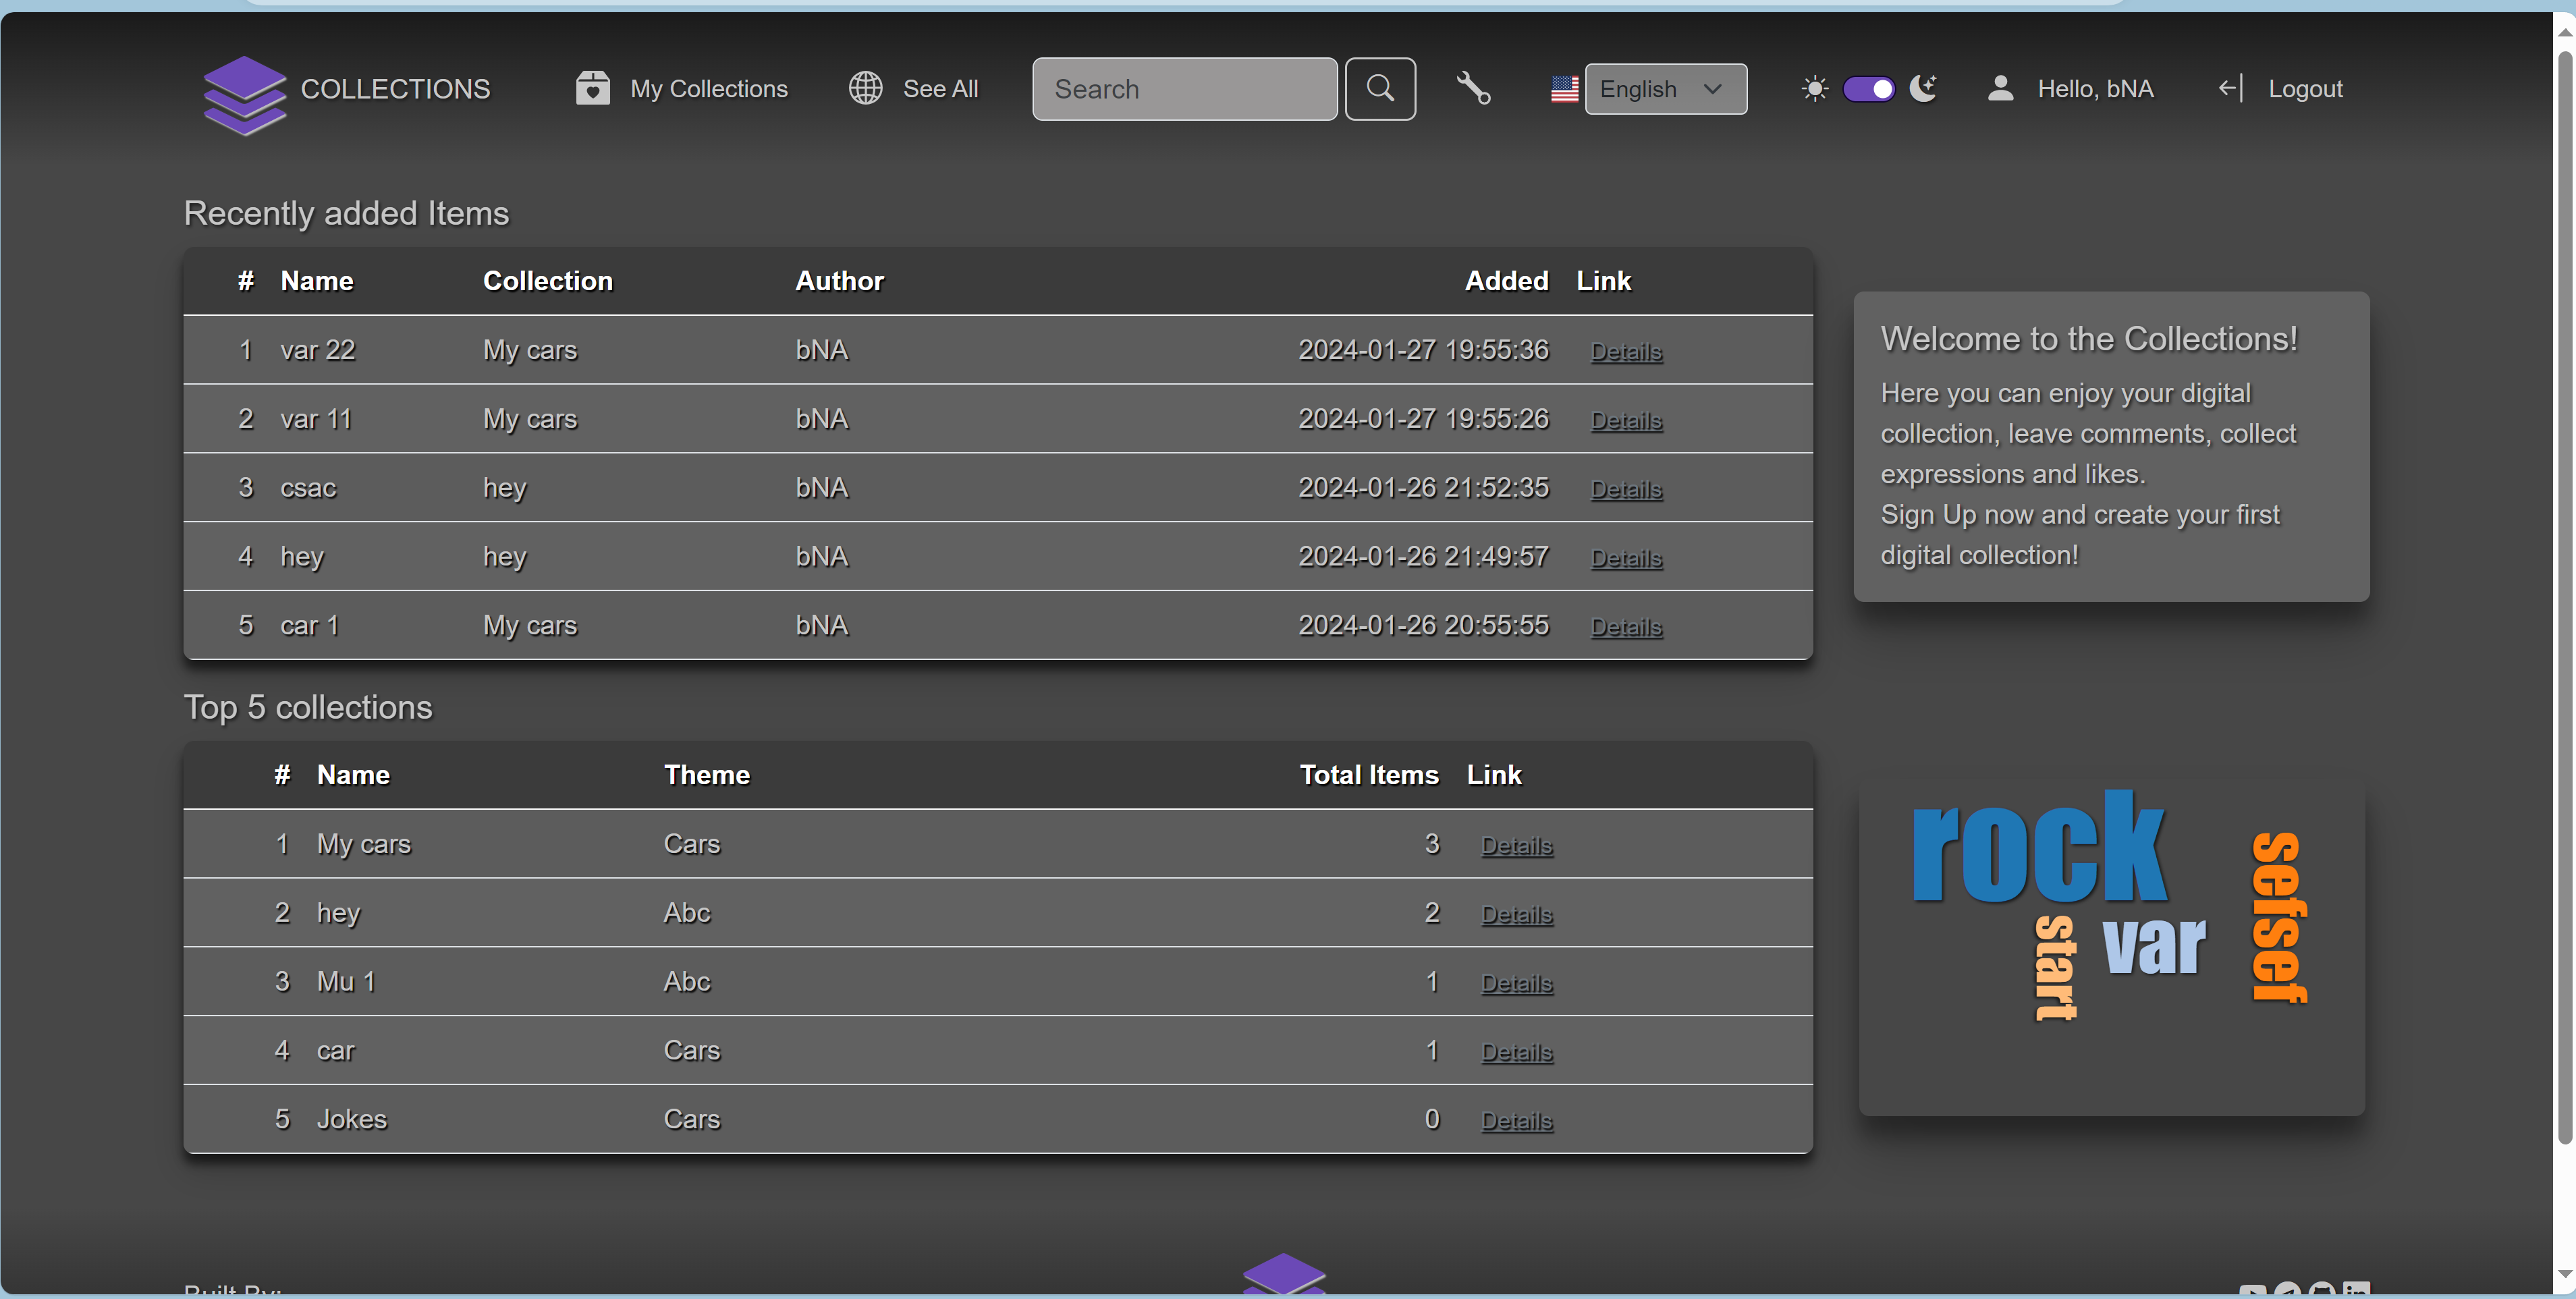 COLLECTIONS My Collections See All Search English Hello, bNA Logout
Recently added Items
# Name Collection Author Added Link
1 var 22 My cars bNA 2024-01-27 19:55:36 Details
2 var 11 My cars bNA 2024-01-27 19:55:26 Details
3 csac hey bNA 2024-01-26 21:52:35 Details
4 hey hey bNA 2024-01-26 21:49:57 Details
5 car 1 My cars bNA 2024-01-26 20:55:55 Details
Welcome to the Collections!
Here you can enjoy your digital
collection, leave comments, collect
expressions and likes.
Sign Up now and create your first
digital collection!
Top 5 collections
# Name Theme Total Items Link
1 My cars Cars 3 Details
2 hey Abc 2 Details
3 Mu 1 Abc 1 Details
4 car Cars 1 Details
5 Jokes Cars 0 Details
rock
sefsef
start
var
Built By: